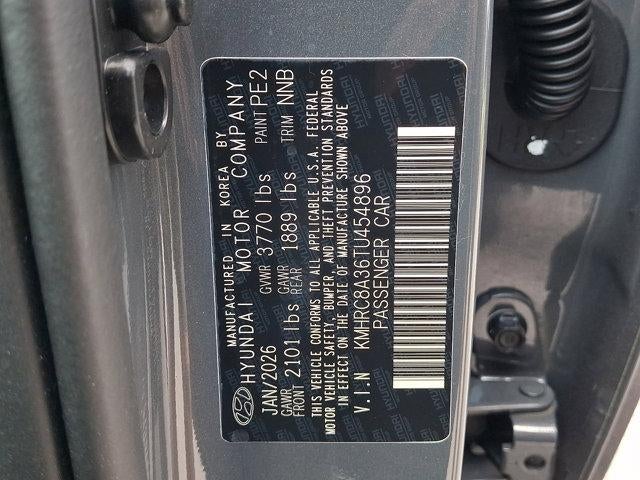 MANUFACTURED IN KOREA BY
HYUNDAI MOTOR COMPANY
JAN/2026 GVWR 3770 lbs PAINT PE2
GAWR FRONT 2101 lbs GAWR REAR 1889 lbs TRIM NNB
THIS VEHICLE CONFORMS TO ALL APPLICABLE U.S.A. FEDERAL
MOTOR VEHICLE SAFETY, BUMPER, AND THEFT PREVENTION STANDARDS
IN EFFECT ON THE DATE OF MANUFACTURE SHOWN ABOVE
V.I.N KMHRC8A36TU454896
PASSENGER CAR